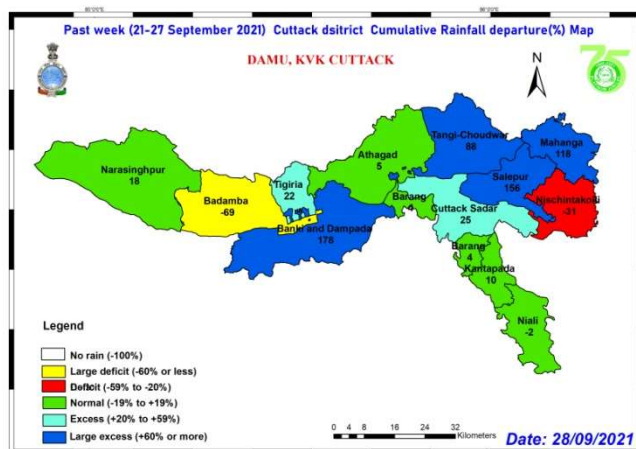 Past week (21-27 September 2021) Cuttack dsitrict Cumulative Rainfall departure(%) Map
DAMU, KVK CUTTACK
N
75
Tangi-Choudwar
88
Mahanga
118
Athagad
5
Narasinghpur
18
Salepur
156
Tigiria
22
Badamba
-69
Barang
Nischintakoili
-31
Cuttack Sadar
25
Banki and Dampada
178
Barang
4
Kantapada
10
Niali
-2
Legend
No rain (-100%)
Large deficit (-60% or less)
Deficit (-59% to -20%)
Normal (-19% to +19%)
Excess (+20% to +59%)
Large excess (+60% or more)
0 4 8 16 24 32
Kilometers
Date: 28/09/2021